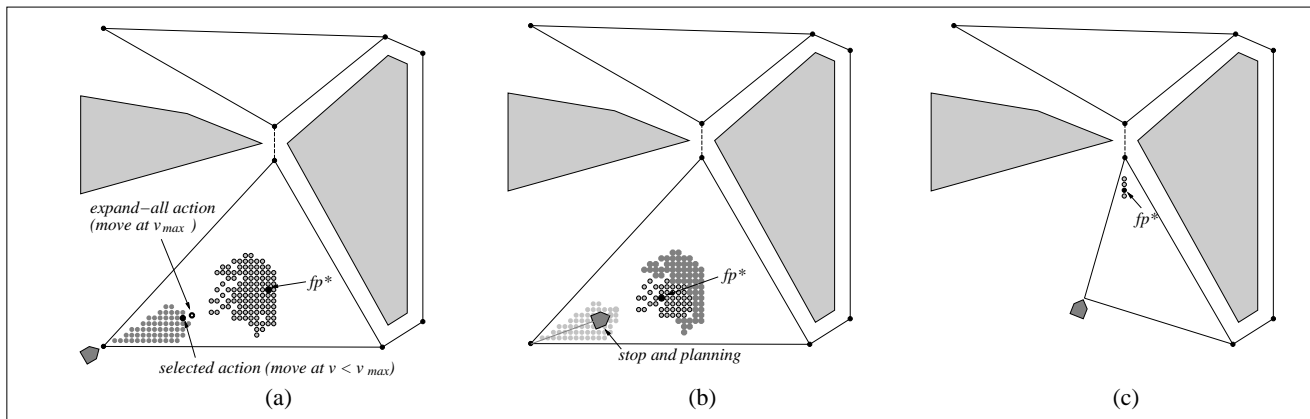 expand−all action
(move at v max )
fp*
selected action (move at v < v max)
(a)
fp*
stop and planning
(b)
fp*
(c)